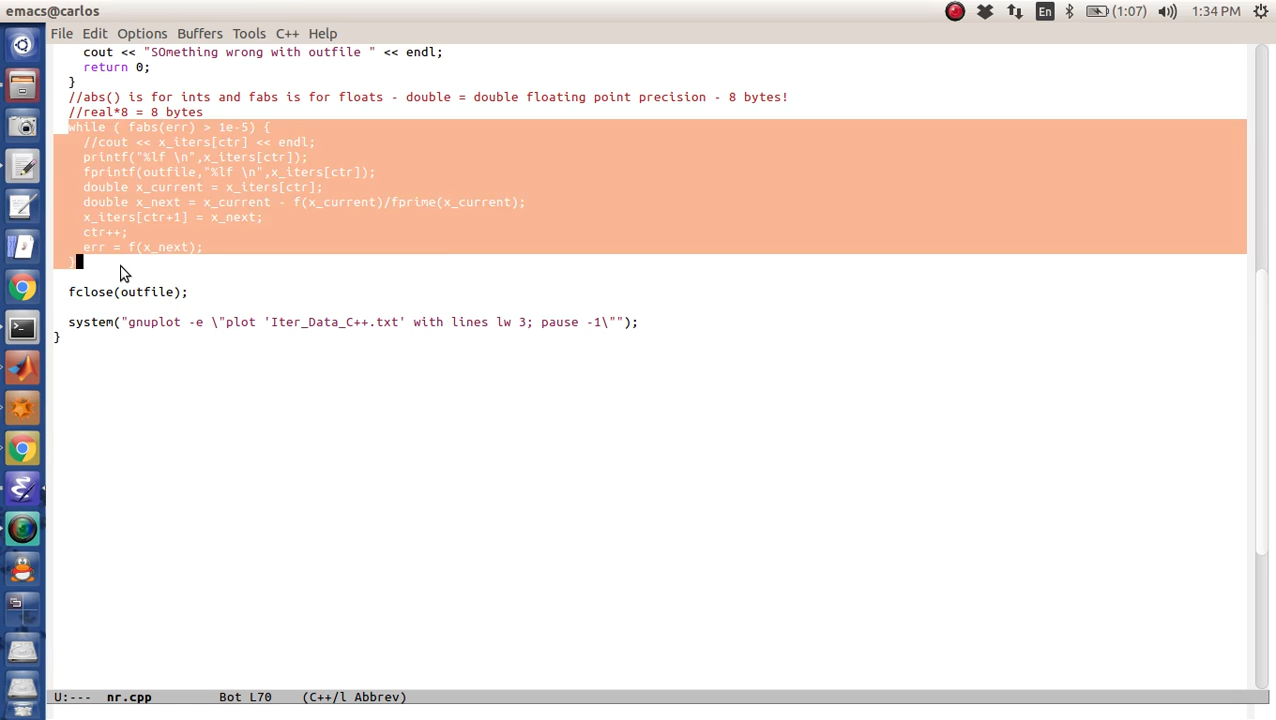 emacs@carlos
En
(1:07)
1:34 PM
File Edit Options Buffers Tools C++ Help
cout << "SOmething wrong with outfile " << endl;
return 0;
}
//abs() is for ints and fabs is for floats - double = double floating point precision - 8 bytes!
//real*8 = 8 bytes
while ( fabs(err) > 1e-5) {
//cout << x_iters[ctr] << endl;
printf("%lf \n",x_iters[ctr]);
fprintf(outfile,"%lf \n",x_iters[ctr]);
double x_current = x_iters[ctr];
double x_next = x_current - f(x_current)/fprime(x_current);
x_iters[ctr+1] = x_next;
ctr++;
err = f(x_next);
}
fclose(outfile);
system("gnuplot -e \"plot 'Iter_Data_C++.txt' with lines lw 3; pause -1\"");
}
U:--- nr.cpp Bot L70 (C++/l Abbrev)